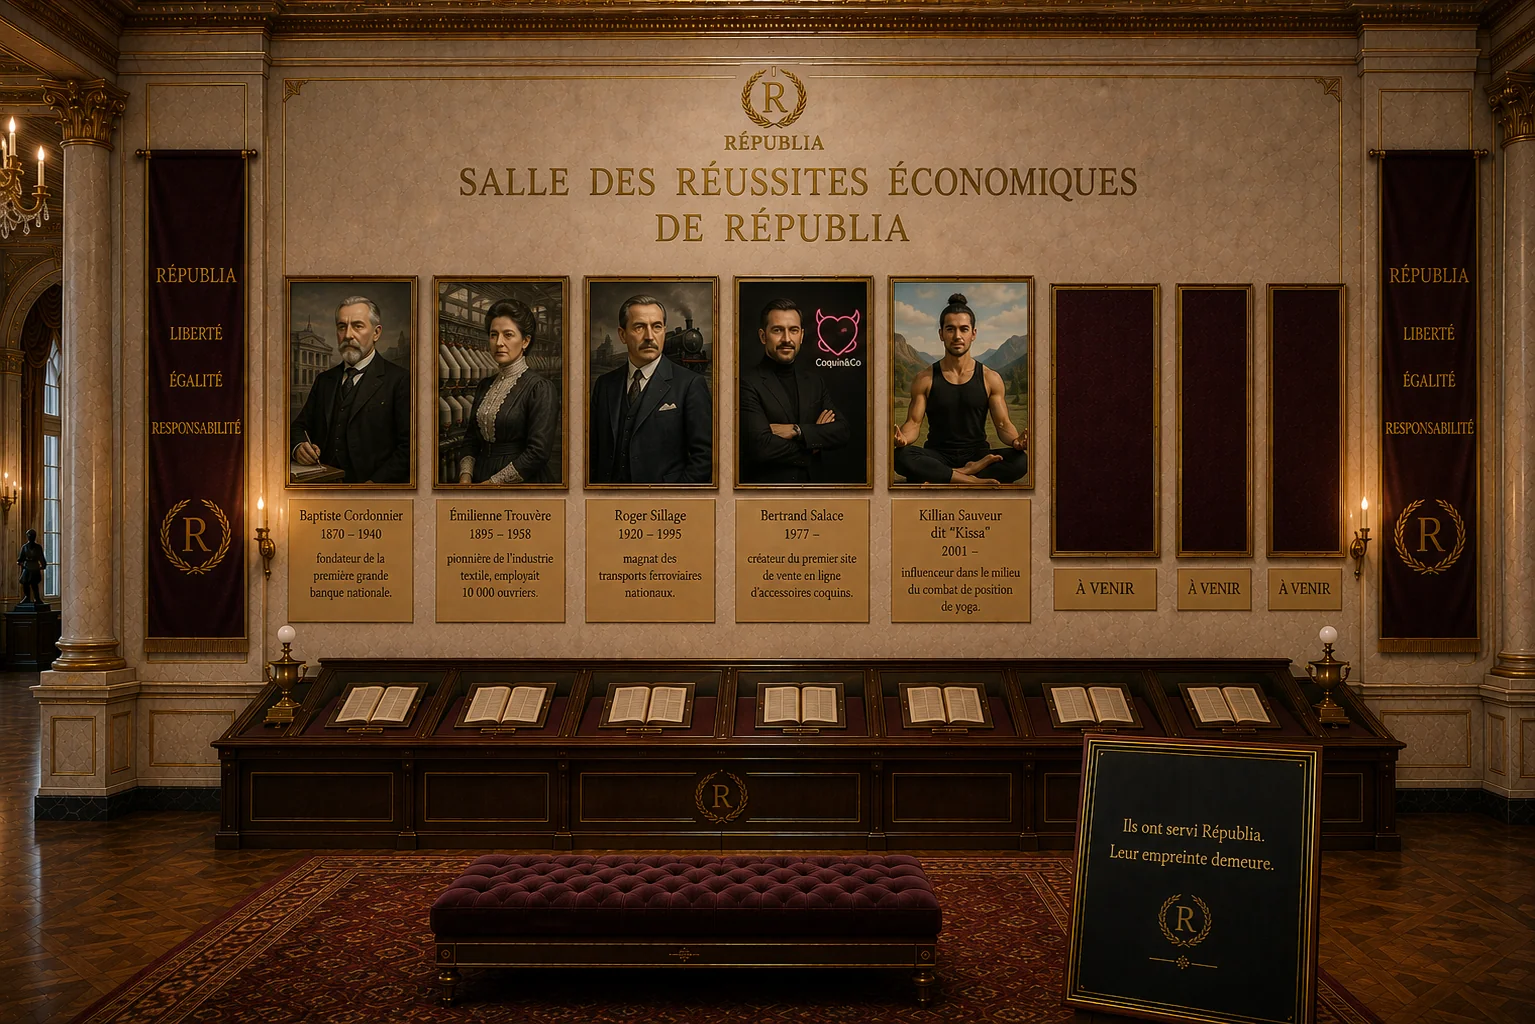 R
RÉPUBLIA
SALLE DES RÉUSSITES ÉCONOMIQUES
DE RÉPUBLIA
RÉPUBLIA
LIBERTÉ
ÉGALITÉ
RESPONSABILITÉ
R
Coquin&Co
Baptiste Cordonnier
1870 – 1940
fondateur de la
première grande
banque nationale.
Émilienne Trouvère
1895 – 1958
pionnière de l'industrie
textile, employait
10 000 ouvriers.
Roger Sillage
1920 – 1995
magnat des
transports ferroviaires
nationaux.
Bertrand Salace
1977 –
créateur du premier site
de vente en ligne
d'accessoires coquins.
Killian Sauveur
dit "Kissa"
2001 –
influenceur dans le milieu
du combat de position
de yoga.
À VENIR
À VENIR
À VENIR
RÉPUBLIA
LIBERTÉ
ÉGALITÉ
RESPONSABILITÉ
R
R
Ils ont servi Républia.
Leur empreinte demeure.
R